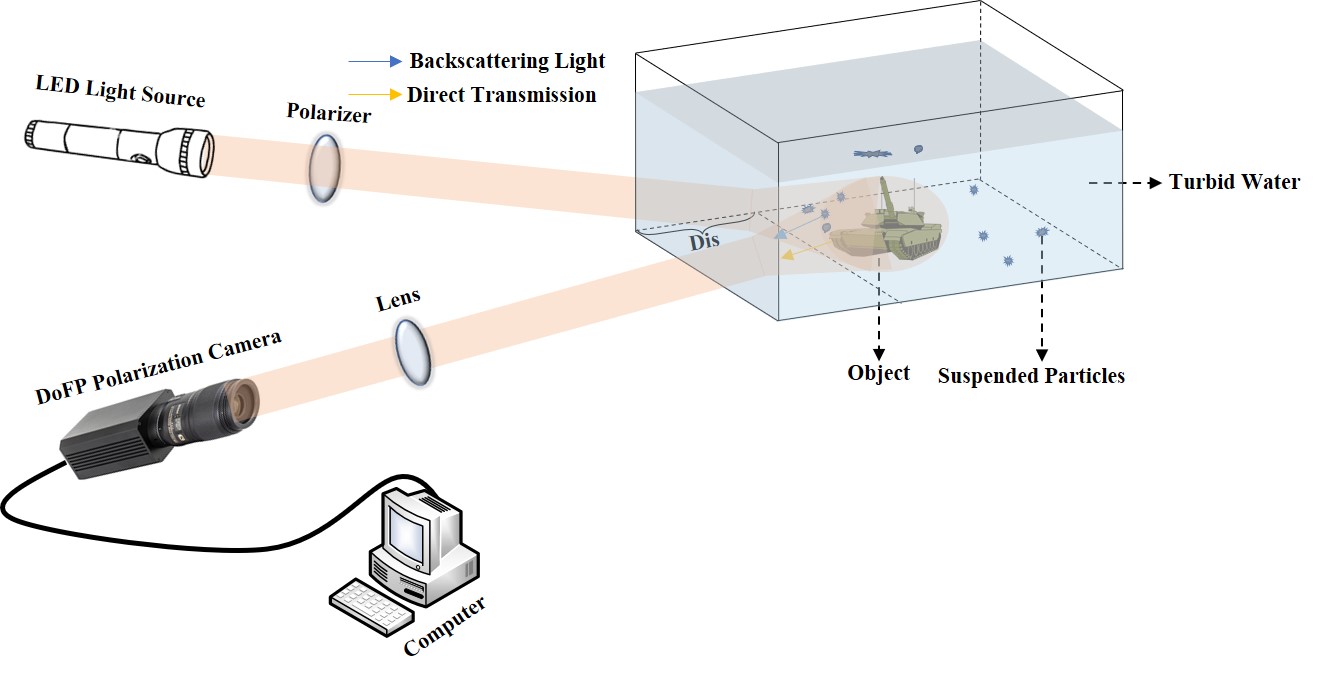 LED Light Source
Polarizer
Backscattering Light
Direct Transmission
Turbid Water
Dis
Lens
DoFP Polarization Camera
Object
Suspended Particles
Computer